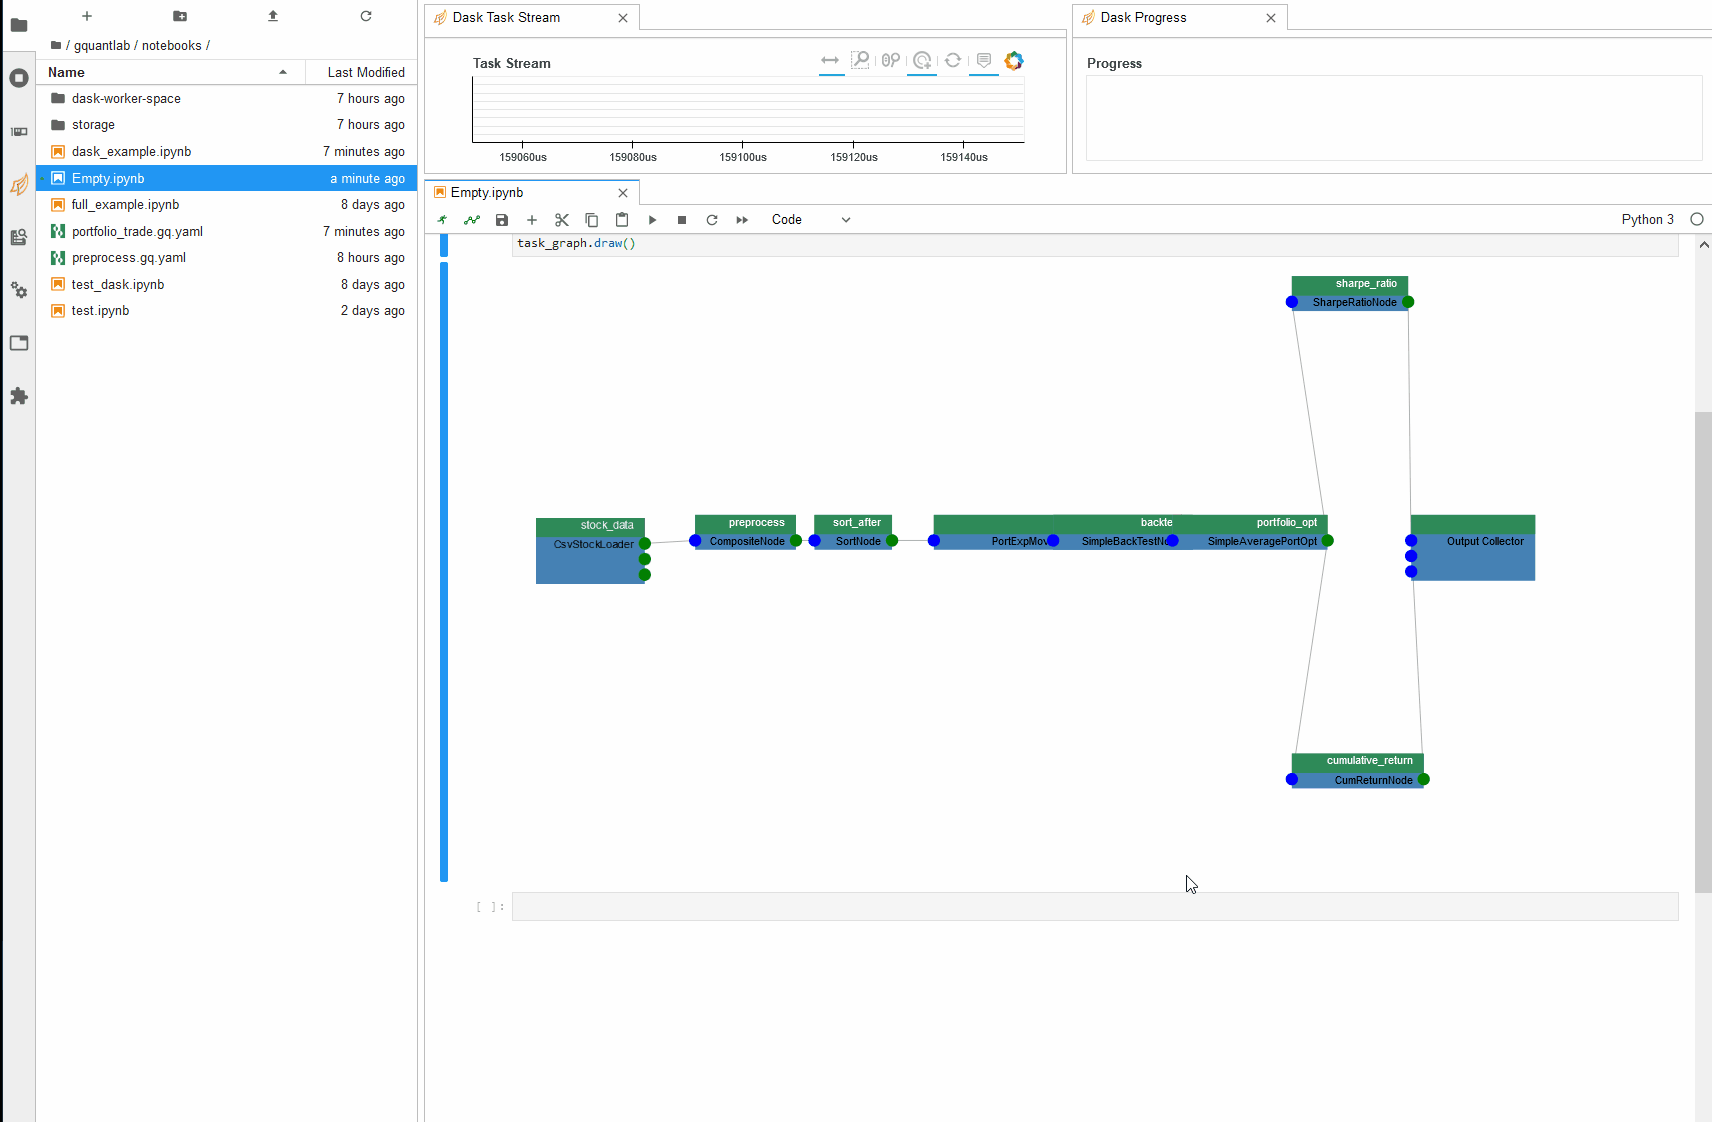 / gquantlab / notebooks /
Name Last Modified
dask-worker-space 7 hours ago
storage 7 hours ago
dask_example.ipynb 7 minutes ago
Empty.ipynb a minute ago
full_example.ipynb 8 days ago
portfolio_trade.gq.yaml 7 minutes ago
preprocess.gq.yaml 8 hours ago
test_dask.ipynb 8 days ago
test.ipynb 2 days ago
Dask Task Stream
Task Stream
159060us 159080us 159100us 159120us 159140us
Dask Progress
Progress
Empty.ipynb
Code Python 3
task_graph.draw()
sharpe_ratio
SharpeRatioNode
stock_data
CsvStockLoader
preprocess
CompositeNode
sort_after
SortNode
PortExpMov
backte
SimpleBackTestNo
portfolio_opt
SimpleAveragePortOpt
Output Collector
cumulative_return
CumReturnNode
[ ]: